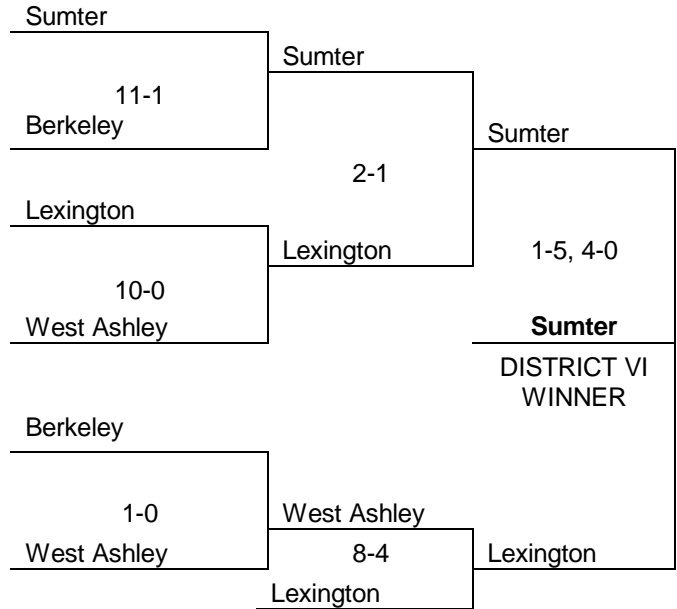 Sumter
Sumter
11-1
Berkeley
Sumter
2-1
Lexington
Lexington
1-5, 4-0
10-0
West Ashley
Sumter
DISTRICT VI
WINNER
Berkeley
1-0
West Ashley
West Ashley
8-4
Lexington
Lexington